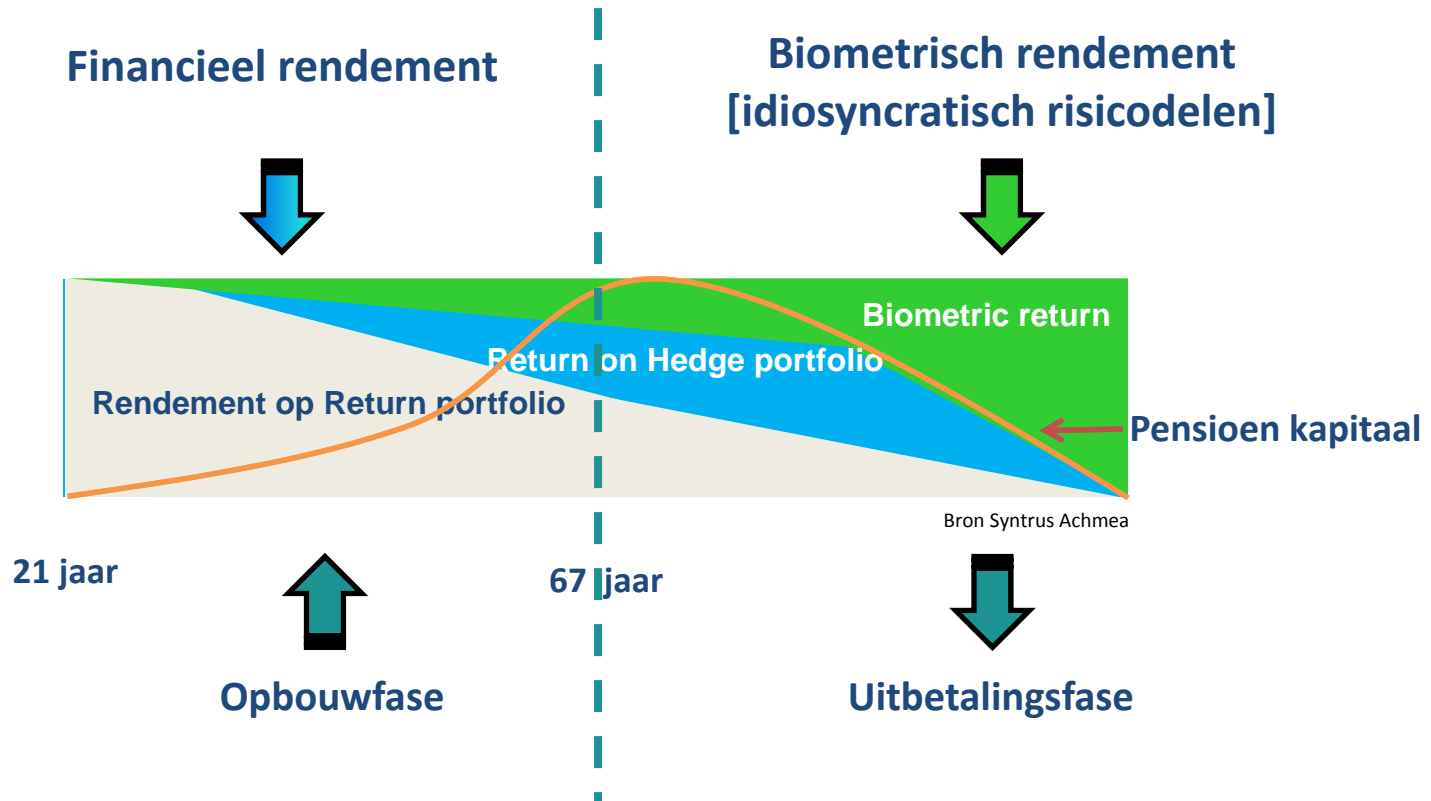 Financieel rendement
Biometrisch rendement
[idiosyncratisch risicodelen]
Biometric return
Return on Hedge portfolio
Rendement op Return portfolio
Pensioen kapitaal
Bron Syntrus Achmea
21 jaar
67 jaar
Opbouwfase
Uitbetalingsfase